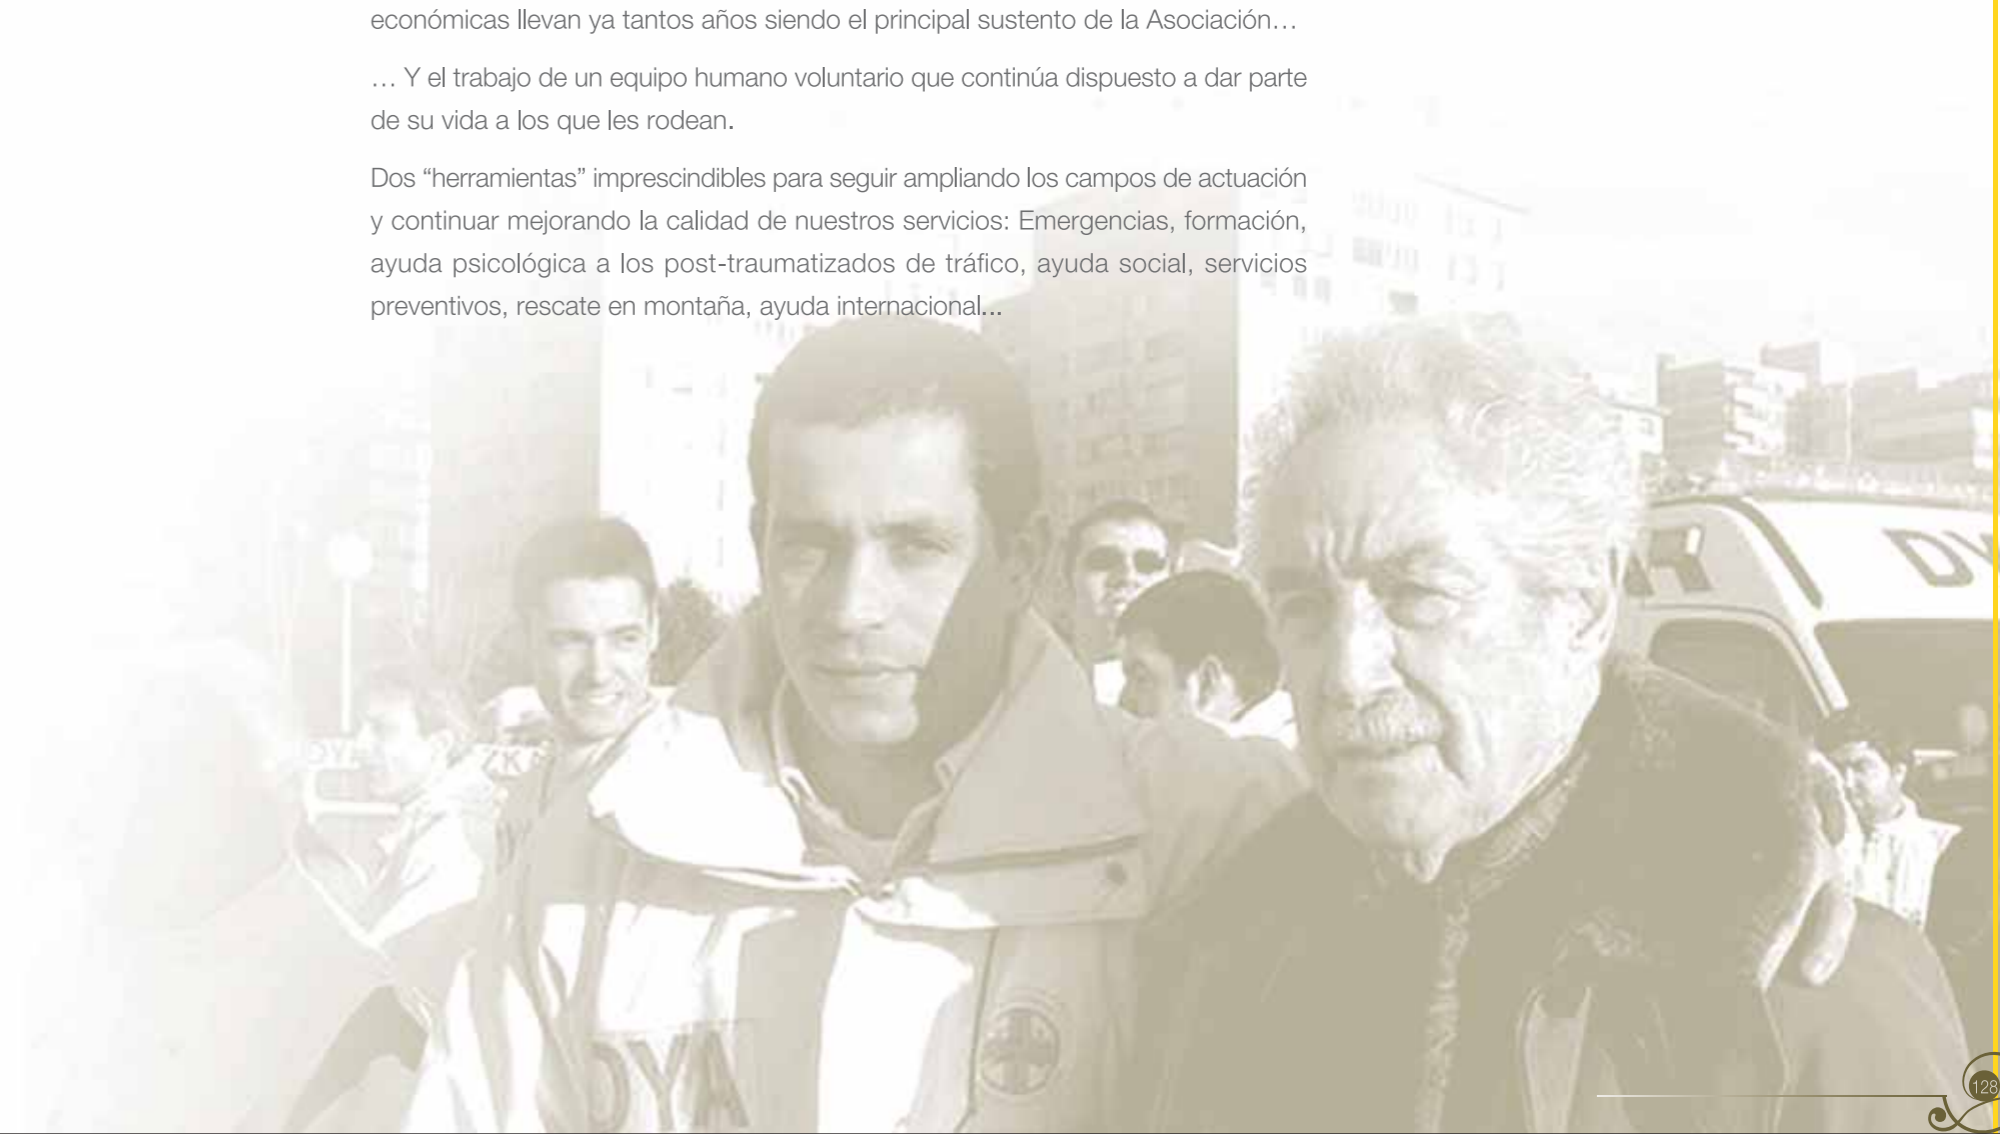 económicas llevan ya tantos años siendo el principal sustento de la Asociación…
… Y el trabajo de un equipo humano voluntario que continúa dispuesto a dar parte
de su vida a los que les rodean.
Dos “herramientas” imprescindibles para seguir ampliando los campos de actuación
y continuar mejorando la calidad de nuestros servicios: Emergencias, formación,
ayuda psicológica a los post-traumatizados de tráfico, ayuda social, servicios
preventivos, rescate en montaña, ayuda internacional...
DYA
128